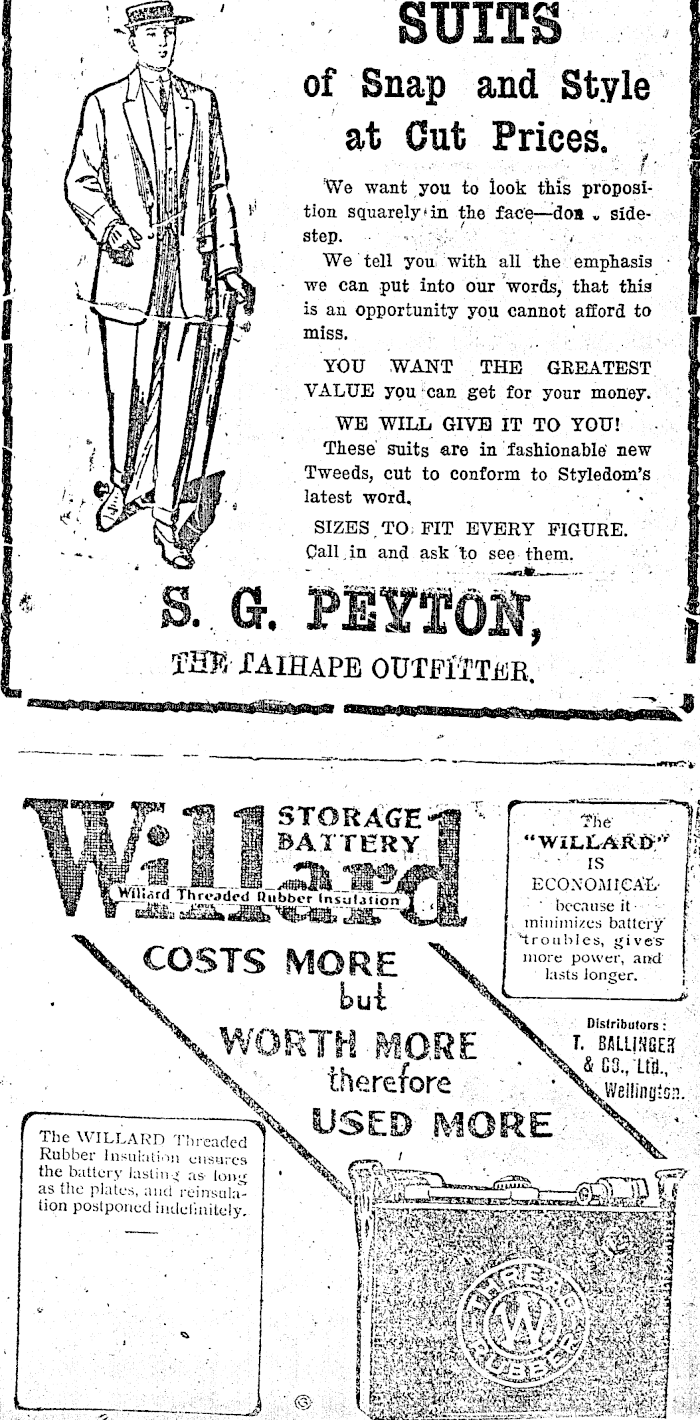 SUITS
of Snap and Style
at Cut Prices.
We want you to look this proposi-
tion squarely in the face—don side-
step.
We tell you with all the emphasis
we can put into our words, that this
is an opportunity you cannot afford to
miss.
YOU WANT THE GREATEST
VALUE you can get for your money.
WE WILL GIVE IT TO YOU!
These suits are in fashionable new
Tweeds, cut to conform to Styledom's
latest word.
SIZES TO FIT EVERY FIGURE.
Call in and ask to see them.
S. G. PEYTON,
THE TAIHAPE OUTFITTER.
Willard
STORAGE
BATTERY
Willard Threaded Rubber Insulation
COSTS MORE
but
WORTH MORE
therefore
USED MORE
The
"WILLARD"
IS
ECONOMICAL
because it
minimizes battery
troubles, gives
more power, and
lasts longer.
Distributors:
T. BALLINGER
& CO., Ltd.,
Wellington.
The WILLARD Threaded
Rubber Insulation ensures
the battery lasting as long
as the plates, and reinsula-
tion postponed indefinitely.
THREAD
W
RUBBER